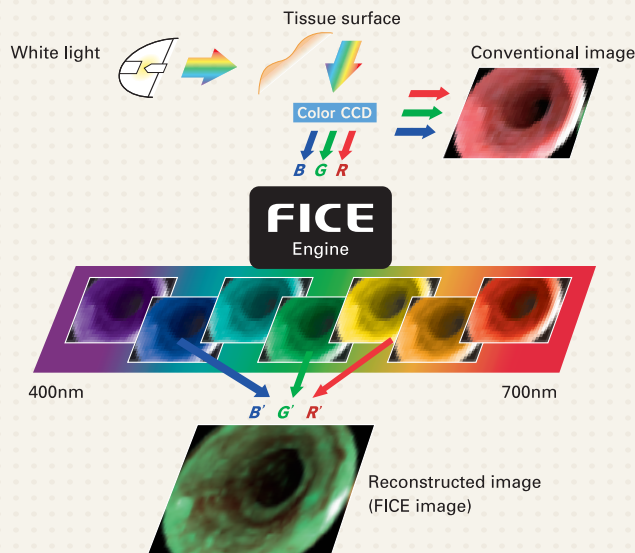 Tissue surface
White light
Conventional image
Color CCD
B G R
FICE
Engine
400nm
700nm
B' G' R'
Reconstructed image
(FICE image)